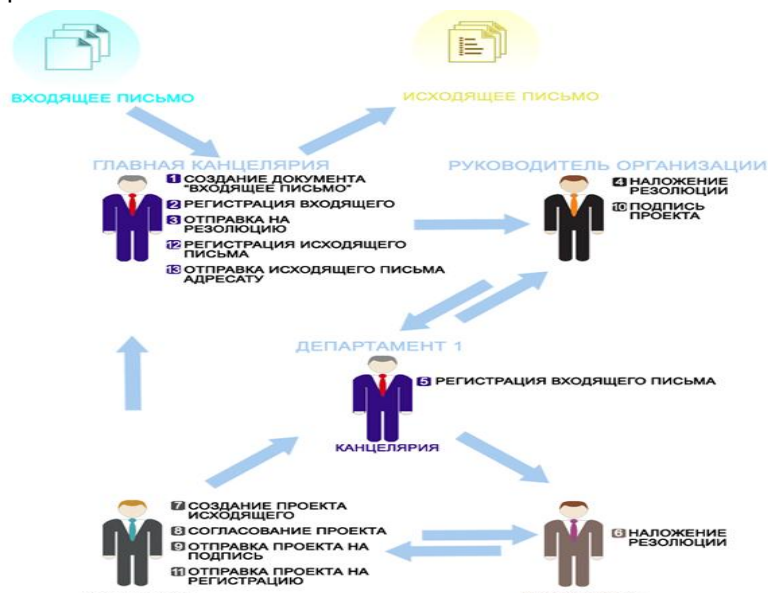 ВХОДЯЩЕЕ ПИСЬМО
ИСХОДЯЩЕЕ ПИСЬМО
ГЛАВНАЯ КАНЦЕЛЯРИЯ
1 СОЗДАНИЕ ДОКУМЕНТА
"ВХОДЯЩЕЕ ПИСЬМО"
2 РЕГИСТРАЦИЯ ВХОДЯЩЕГО
3 ОТПРАВКА НА
РЕЗОЛЮЦИЮ
12 РЕГИСТРАЦИЯ ИСХОДЯЩЕГО
ПИСЬМА
13 ОТПРАВКА ИСХОДЯЩЕГО ПИСЬМА
АДРЕСАТУ
РУКОВОДИТЕЛЬ ОРГАНИЗАЦИИ
4 НАЛОЖЕНИЕ
РЕЗОЛЮЦИИ
10 ПОДПИСЬ
ПРОЕКТА
ДЕПАРТАМЕНТ 1
5 РЕГИСТРАЦИЯ ВХОДЯЩЕГО ПИСЬМА
КАНЦЕЛЯРИЯ
7 СОЗДАНИЕ ПРОЕКТА
ИСХОДЯЩЕГО
8 СОГЛАСОВАНИЕ ПРОЕКТА
9 ОТПРАВКА ПРОЕКТА НА
ПОДПИСЬ
11 ОТПРАВКА ПРОЕКТА НА
РЕГИСТРАЦИЮ
6 НАЛОЖЕНИЕ
РЕЗОЛЮЦИИ